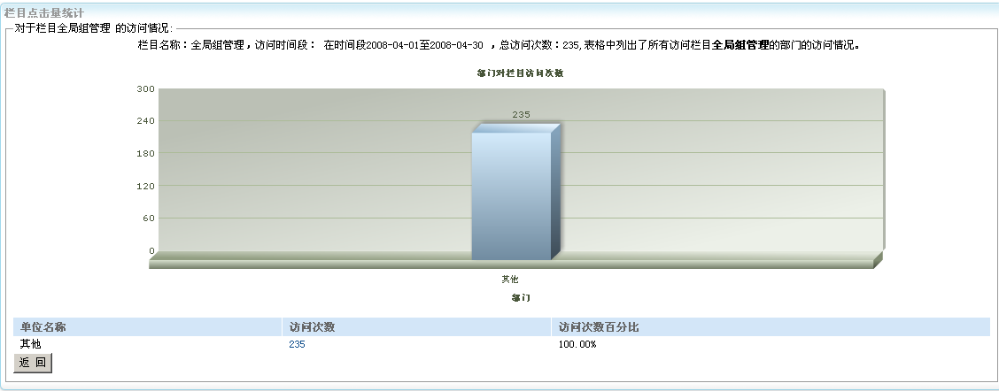 栏目点击量统计
对于栏目全局组管理 的访问情况:
栏目名称：全局组管理，访问时间段： 在时间段2008-04-01至2008-04-30 ，总访问次数：235,表格中列出了所有访问栏目全局组管理的部门的访问情况。
部门对栏目访问次数
300
240
180
120
60
0
235
其他
部门
单位名称 访问次数 访问次数百分比
其他 235 100.00%
返 回